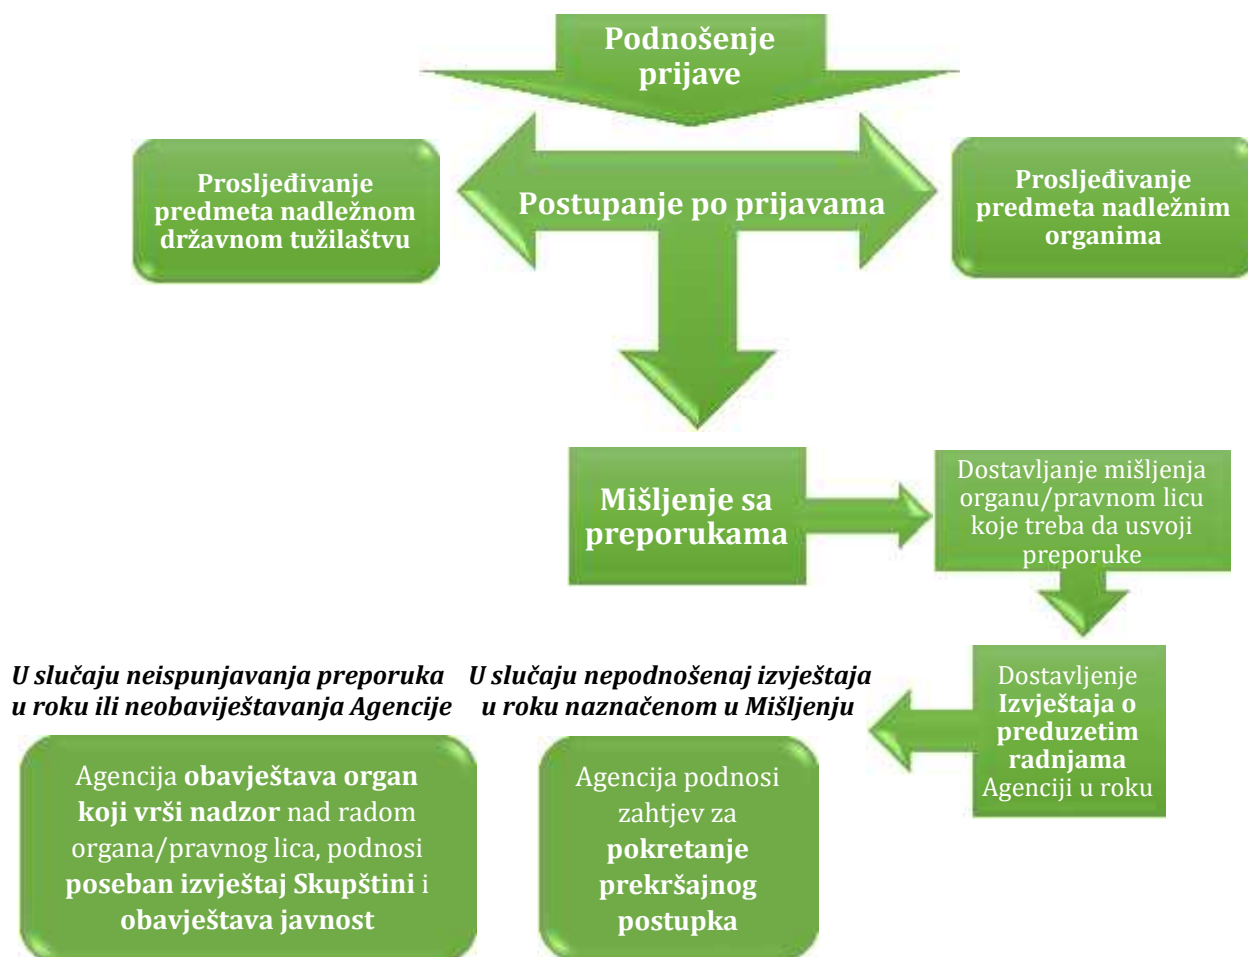 Podnošenje
prijave
Prosljeđivanje
predmeta nadležnom
državnom tužilaštvu
Postupanje po prijavama
Prosljeđivanje
predmeta nadležnim
organima
Mišljenje sa
preporukama
Dostavljanje mišljenja
organu/pravnom licu
koje treba da usvoji
preporuke
Dostavljenje
Izvještaja o
preduzetim
radnjama
Agenciji u roku
U slučaju neispunjavanja preporuka
u roku ili neobaviještavanja Agencije
U slučaju nepodnošenaj izvještaja
u roku naznačenom u Mišljenju
Agencija obavještava organ
koji vrši nadzor nad radom
organa/pravnog lica, podnosi
poseban izvještaj Skupštini i
obavještava javnost
Agencija podnosi
zahtjev za
pokretanje
prekršajnog
postupka